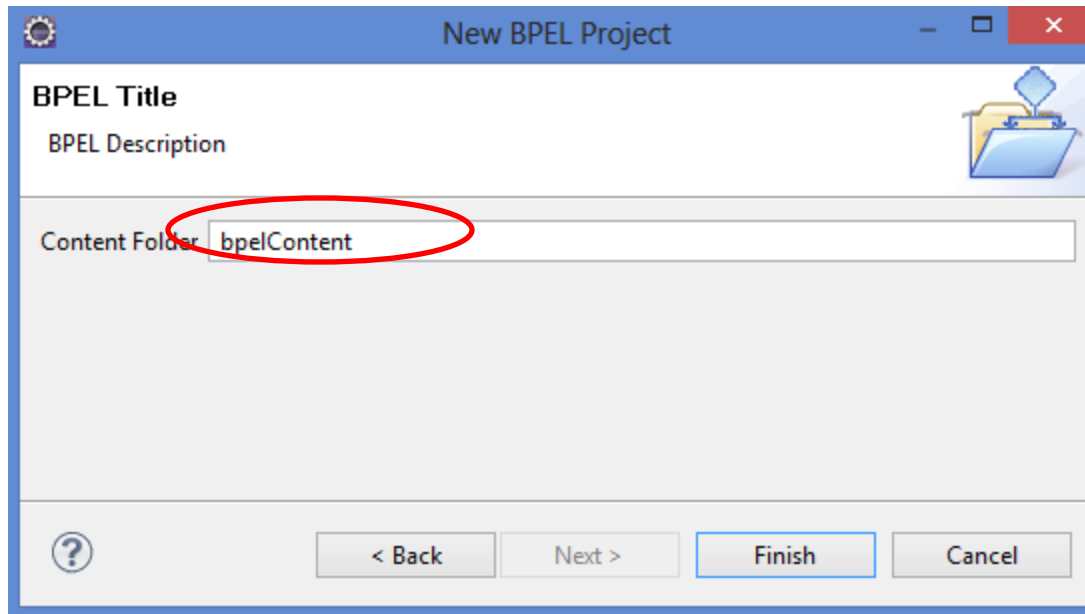 New BPEL Project
BPEL Title
BPEL Description
Content Folder bpelContent
? < Back Next > Finish Cancel